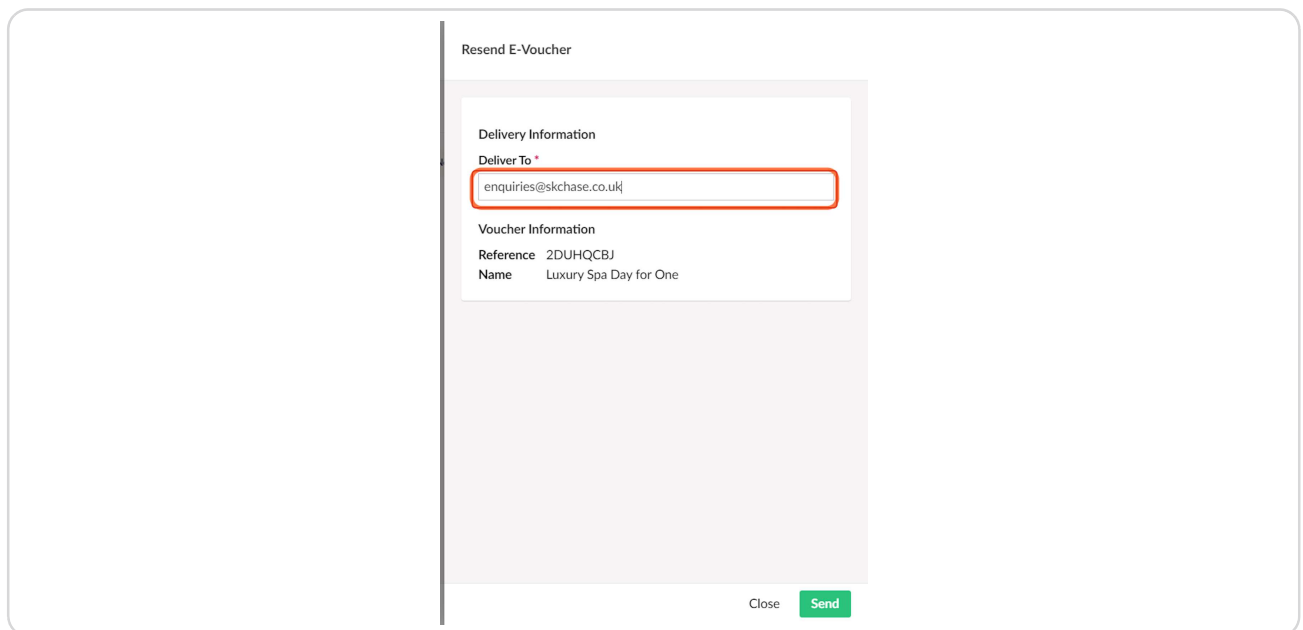 Resend E-Voucher
Delivery Information
Deliver To *
enquiries@skchase.co.uk
Voucher Information
Reference 2DUHQCBJ
Name Luxury Spa Day for One
Close Send